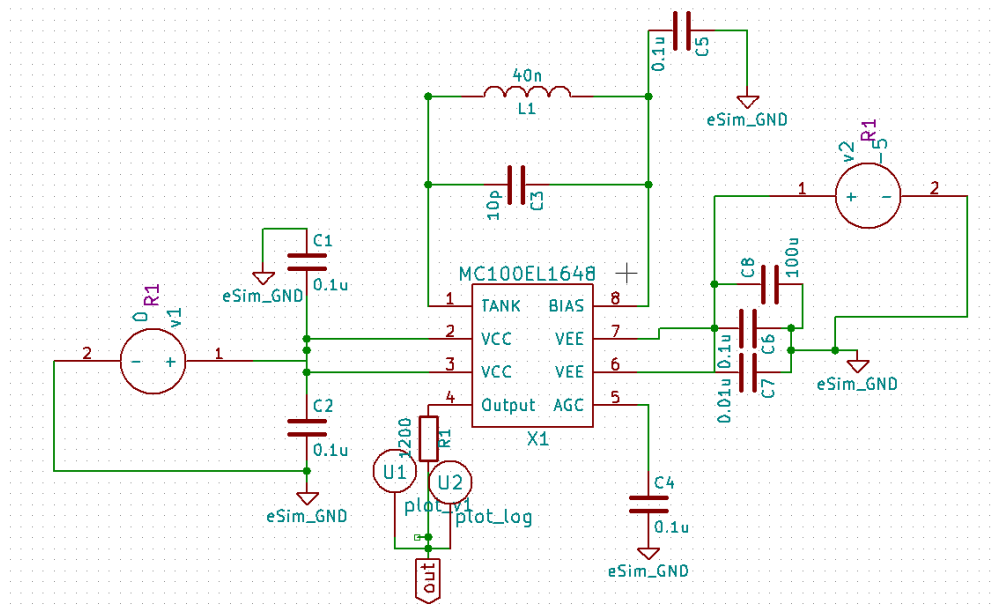 0.1u
C5
eSim_GND
40n
L1
10p
C3
R1
v2
-5
1
+
-
2
C1
0.1u
eSim_GND
R1
0
v1
2
-
+
1
C2
0.1u
eSim_GND
MC100EL1648
1
TANK
BIAS
8
2
VCC
VEE
7
3
VCC
VEE
6
4
Output
AGC
5
X1
C8
100u
0.1u
C6
0.01u
C7
eSim_GND
1200
R1
U1
U2
plot_v1
plot_log
out
C4
0.1u
eSim_GND